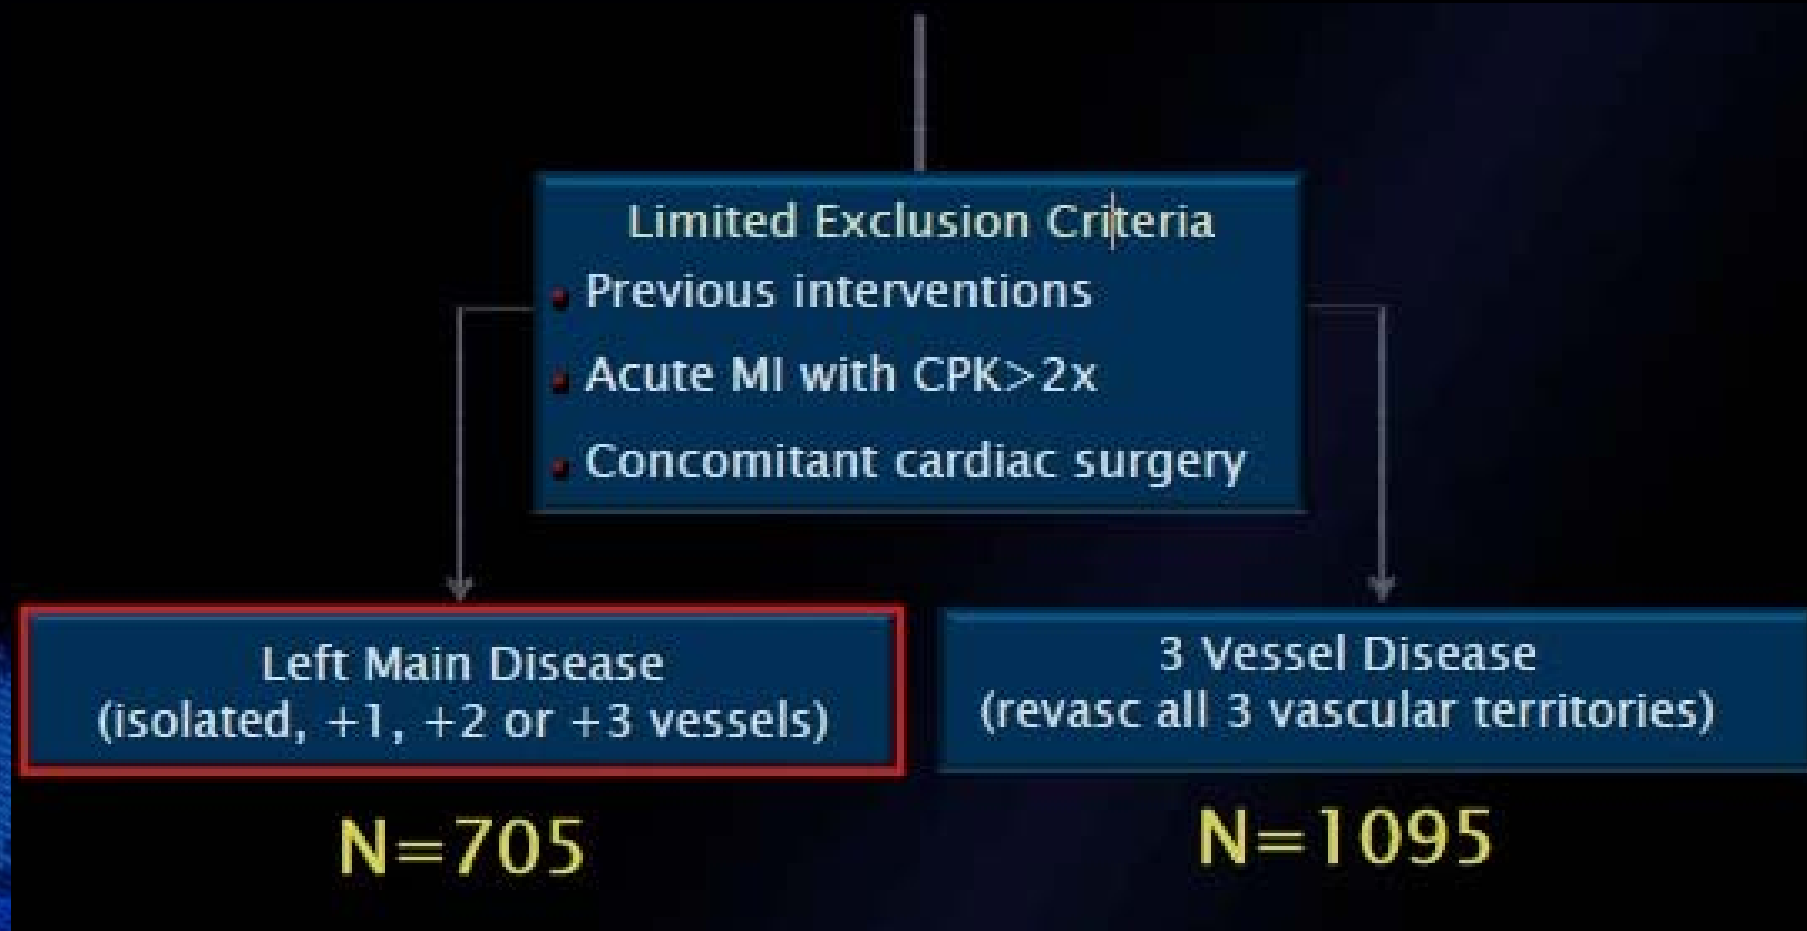 Limited Exclusion Criteria
Previous interventions
Acute MI with CPK>2x
Concomitant cardiac surgery
Left Main Disease
(isolated, +1, +2 or +3 vessels)
3 Vessel Disease
(revasc all 3 vascular territories)
N=705
N=1095